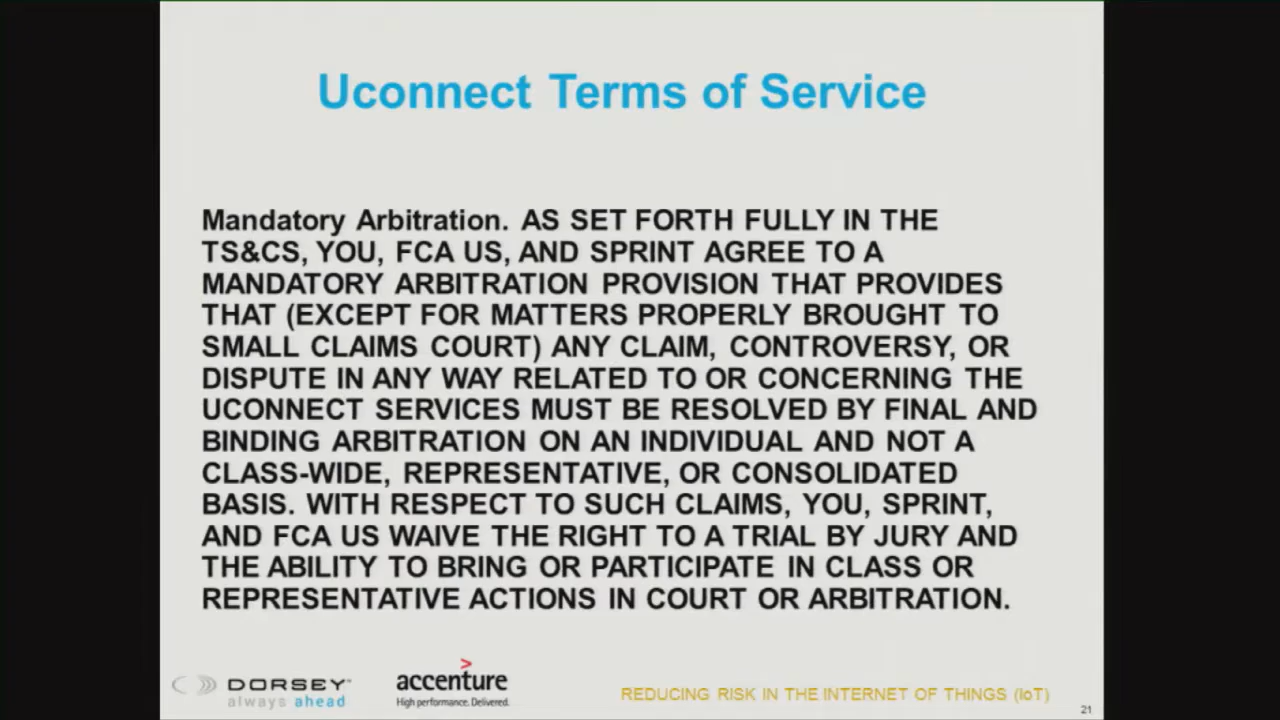 Uconnect Terms of Service
Mandatory Arbitration. AS SET FORTH FULLY IN THE
TS&CS, YOU, FCA US, AND SPRINT AGREE TO A
MANDATORY ARBITRATION PROVISION THAT PROVIDES
THAT (EXCEPT FOR MATTERS PROPERLY BROUGHT TO
SMALL CLAIMS COURT) ANY CLAIM, CONTROVERSY, OR
DISPUTE IN ANY WAY RELATED TO OR CONCERNING THE
UCONNECT SERVICES MUST BE RESOLVED BY FINAL AND
BINDING ARBITRATION ON AN INDIVIDUAL AND NOT A
CLASS-WIDE, REPRESENTATIVE, OR CONSOLIDATED
BASIS. WITH RESPECT TO SUCH CLAIMS, YOU, SPRINT,
AND FCA US WAIVE THE RIGHT TO A TRIAL BY JURY AND
THE ABILITY TO BRING OR PARTICIPATE IN CLASS OR
REPRESENTATIVE ACTIONS IN COURT OR ARBITRATION.
DORSEY™
always ahead
accenture
High performance. Delivered.
REDUCING RISK IN THE INTERNET OF THINGS (IoT)
21